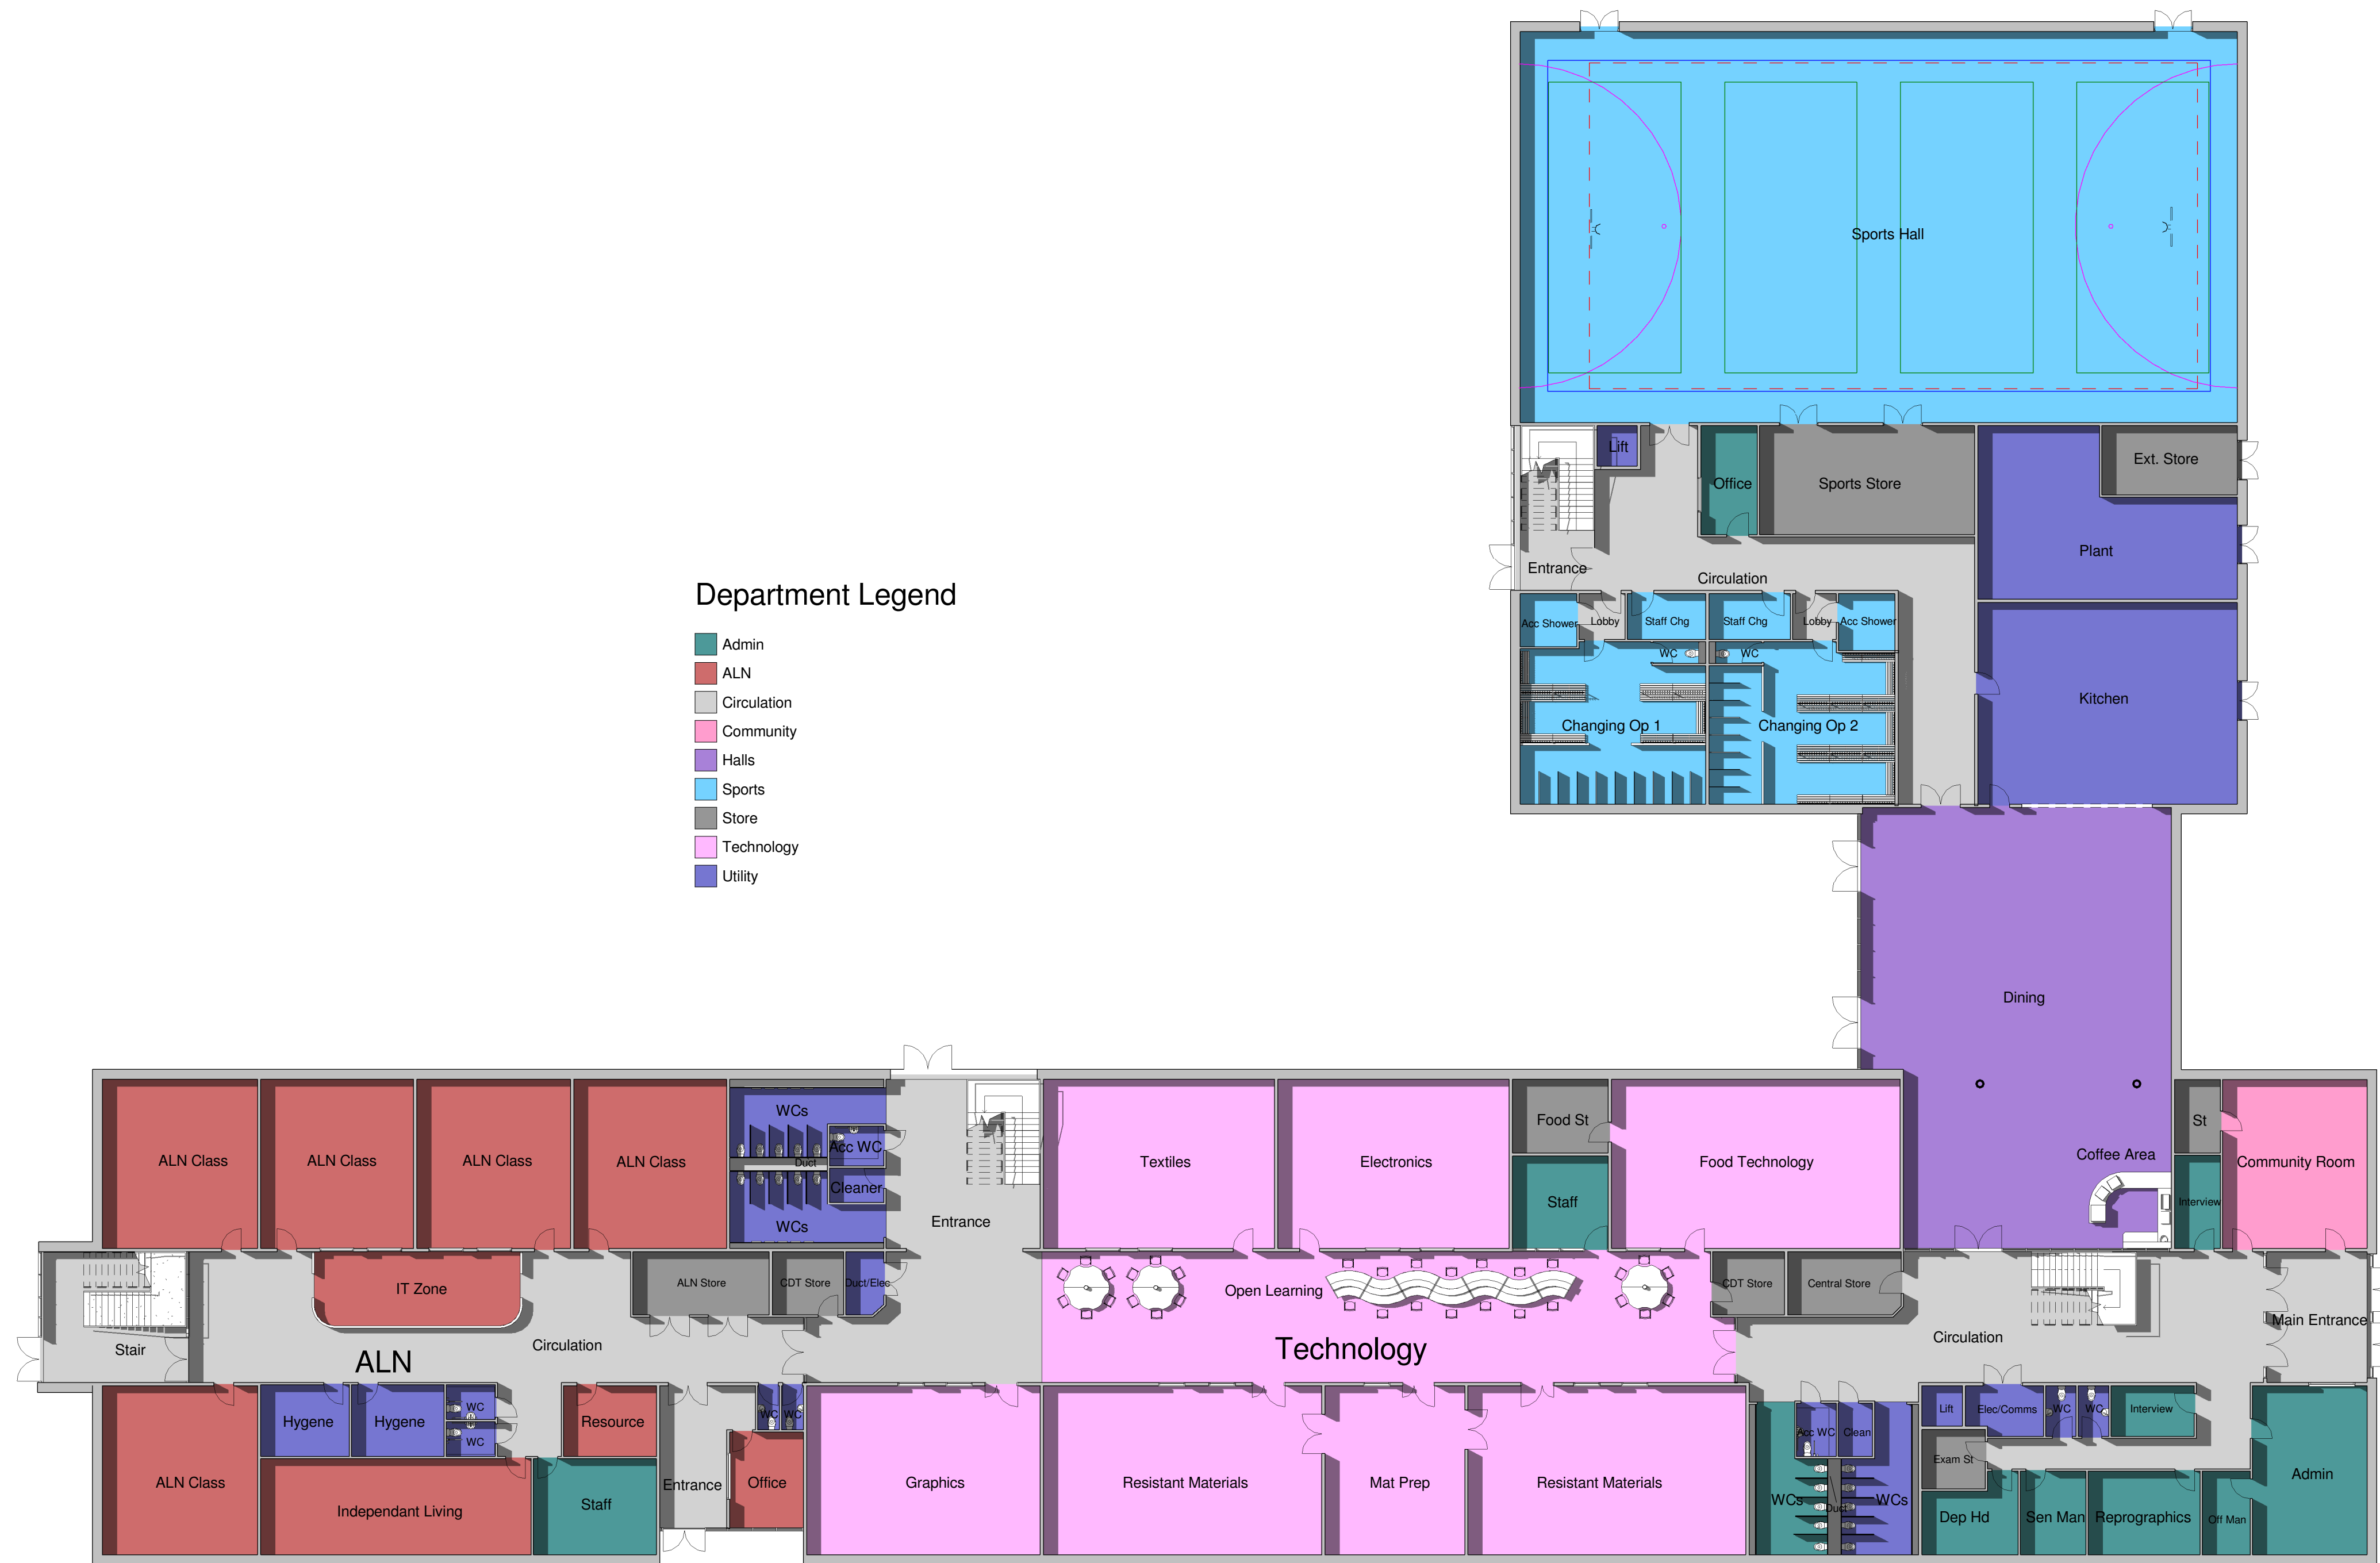 Sports Hall
Lift
Office
Sports Store
Ext. Store
Plant
Entrance
Circulation
Acc Shower
Lobby
Staff Chg
Staff Chg
Lobby
Acc Shower
WC
WC
Changing Op 1
Changing Op 2
Kitchen
Department Legend
Admin
ALN
Circulation
Community
Halls
Sports
Store
Technology
Utility
Dining
Coffee Area
ALN Class
ALN Class
ALN Class
ALN Class
WCs
Acc WC
Duct
Cleaner
WCs
Entrance
Textiles
Electronics
Food St
Staff
Food Technology
St
Interview
Community Room
IT Zone
ALN Store
CDT Store
Duct/Elec
Open Learning
CDT Store
Central Store
Stair
ALN
Circulation
Technology
Circulation
Main Entrance
ALN Class
Hygene
Hygene
WC
WC
Resource
Independant Living
Staff
Entrance
WC
WC
Office
Graphics
Resistant Materials
Mat Prep
Resistant Materials
Acc WC
Clean
WCs
Duct
WCs
Lift
Elec/Comms
WC
WC
Interview
Exam St
Dep Hd
Sen Man
Reprographics
Off Man
Admin